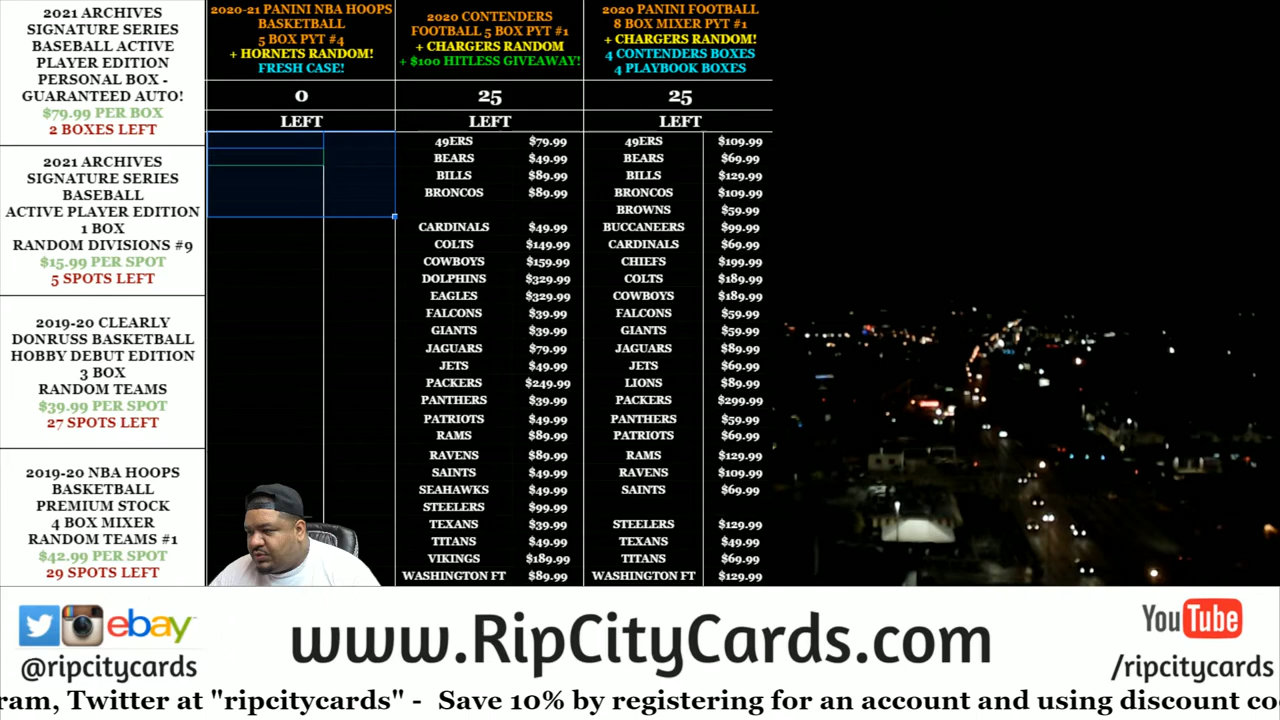 2021 ARCHIVES
SIGNATURE SERIES
BASEBALL ACTIVE
PLAYER EDITION
PERSONAL BOX -
GUARANTEED AUTO!
$79.99 PER BOX
2 BOXES LEFT
2021 ARCHIVES
SIGNATURE SERIES
BASEBALL
ACTIVE PLAYER EDITION
1 BOX
RANDOM DIVISIONS #9
$15.99 PER SPOT
5 SPOTS LEFT
2019-20 CLEARLY
DONRUSS BASKETBALL
HOBBY DEBUT EDITION
3 BOX
RANDOM TEAMS
$39.99 PER SPOT
27 SPOTS LEFT
2019-20 NBA HOOPS
BASKETBALL
PREMIUM STOCK
4 BOX MIXER
RANDOM TEAMS #1
$42.99 PER SPOT
29 SPOTS LEFT
2020-21 PANINI NBA HOOPS
BASKETBALL
5 BOX PYT #4
+ HORNETS RANDOM!
FRESH CASE!
0
LEFT
2020 CONTENDERS
FOOTBALL 5 BOX PYT #1
+ CHARGERS RANDOM
+ $100 HITLESS GIVEAWAY!
25
LEFT
49ERS $79.99
BEARS $49.99
BILLS $89.99
BRONCOS $89.99
CARDINALS $49.99
COLTS $149.99
COWBOYS $159.99
DOLPHINS $329.99
EAGLES $329.99
FALCONS $39.99
GIANTS $39.99
JAGUARS $79.99
JETS $49.99
PACKERS $249.99
PANTHERS $39.99
PATRIOTS $49.99
RAMS $89.99
RAVENS $89.99
SAINTS $49.99
SEAHAWKS $49.99
STEELERS $99.99
TEXANS $39.99
TITANS $49.99
VIKINGS $189.99
WASHINGTON FT $89.99
2020 PANINI FOOTBALL
8 BOX MIXER PYT #1
+ CHARGERS RANDOM!
4 CONTENDERS BOXES
4 PLAYBOOK BOXES
25
LEFT
49ERS $109.99
BEARS $69.99
BILLS $129.99
BRONCOS $109.99
BROWNS $59.99
BUCCANEERS $99.99
CARDINALS $69.99
CHIEFS $199.99
COLTS $189.99
COWBOYS $189.99
FALCONS $59.99
GIANTS $59.99
JAGUARS $89.99
JETS $69.99
LIONS $89.99
PACKERS $299.99
PANTHERS $59.99
PATRIOTS $69.99
RAMS $129.99
RAVENS $109.99
SAINTS $69.99
STEELERS $129.99
TEXANS $49.99
TITANS $69.99
WASHINGTON FT $129.99
ebay
@ripcitycards
www.RipCityCards.com
YouTube
/ripcitycards
ram, Twitter at "ripcitycards" - Save 10% by registering for an account and using discount co